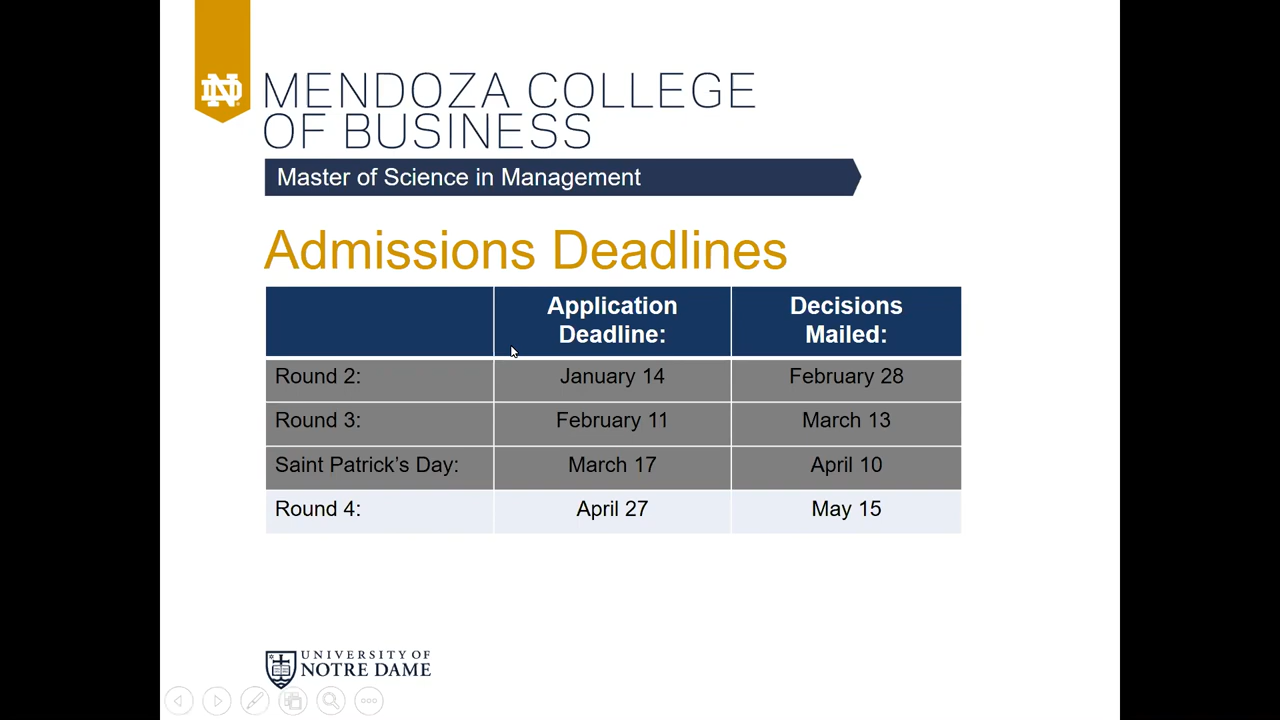 ND
MENDOZA COLLEGE
OF BUSINESS
Master of Science in Management
Admissions Deadlines
Application Deadline: Decisions Mailed:
Round 2: January 14 February 28
Round 3: February 11 March 13
Saint Patrick’s Day: March 17 April 10
Round 4: April 27 May 15
UNIVERSITY OF
NOTRE DAME